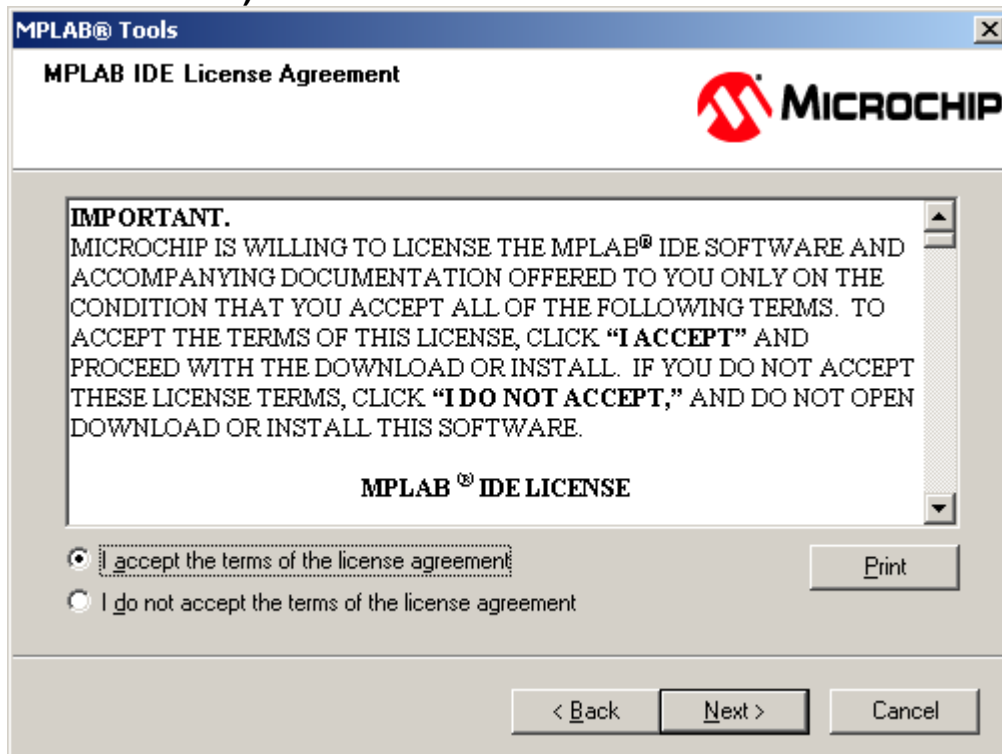 MPLAB® Tools
MPLAB IDE License Agreement
MICROCHIP
IMPORTANT.
MICROCHIP IS WILLING TO LICENSE THE MPLAB® IDE SOFTWARE AND
ACCOMPANYING DOCUMENTATION OFFERED TO YOU ONLY ON THE
CONDITION THAT YOU ACCEPT ALL OF THE FOLLOWING TERMS. TO
ACCEPT THE TERMS OF THIS LICENSE, CLICK “I ACCEPT” AND
PROCEED WITH THE DOWNLOAD OR INSTALL. IF YOU DO NOT ACCEPT
THESE LICENSE TERMS, CLICK “I DO NOT ACCEPT,” AND DO NOT OPEN
DOWNLOAD OR INSTALL THIS SOFTWARE.
MPLAB ® IDE LICENSE
I accept the terms of the license agreement
Print
I do not accept the terms of the license agreement
< Back Next > Cancel